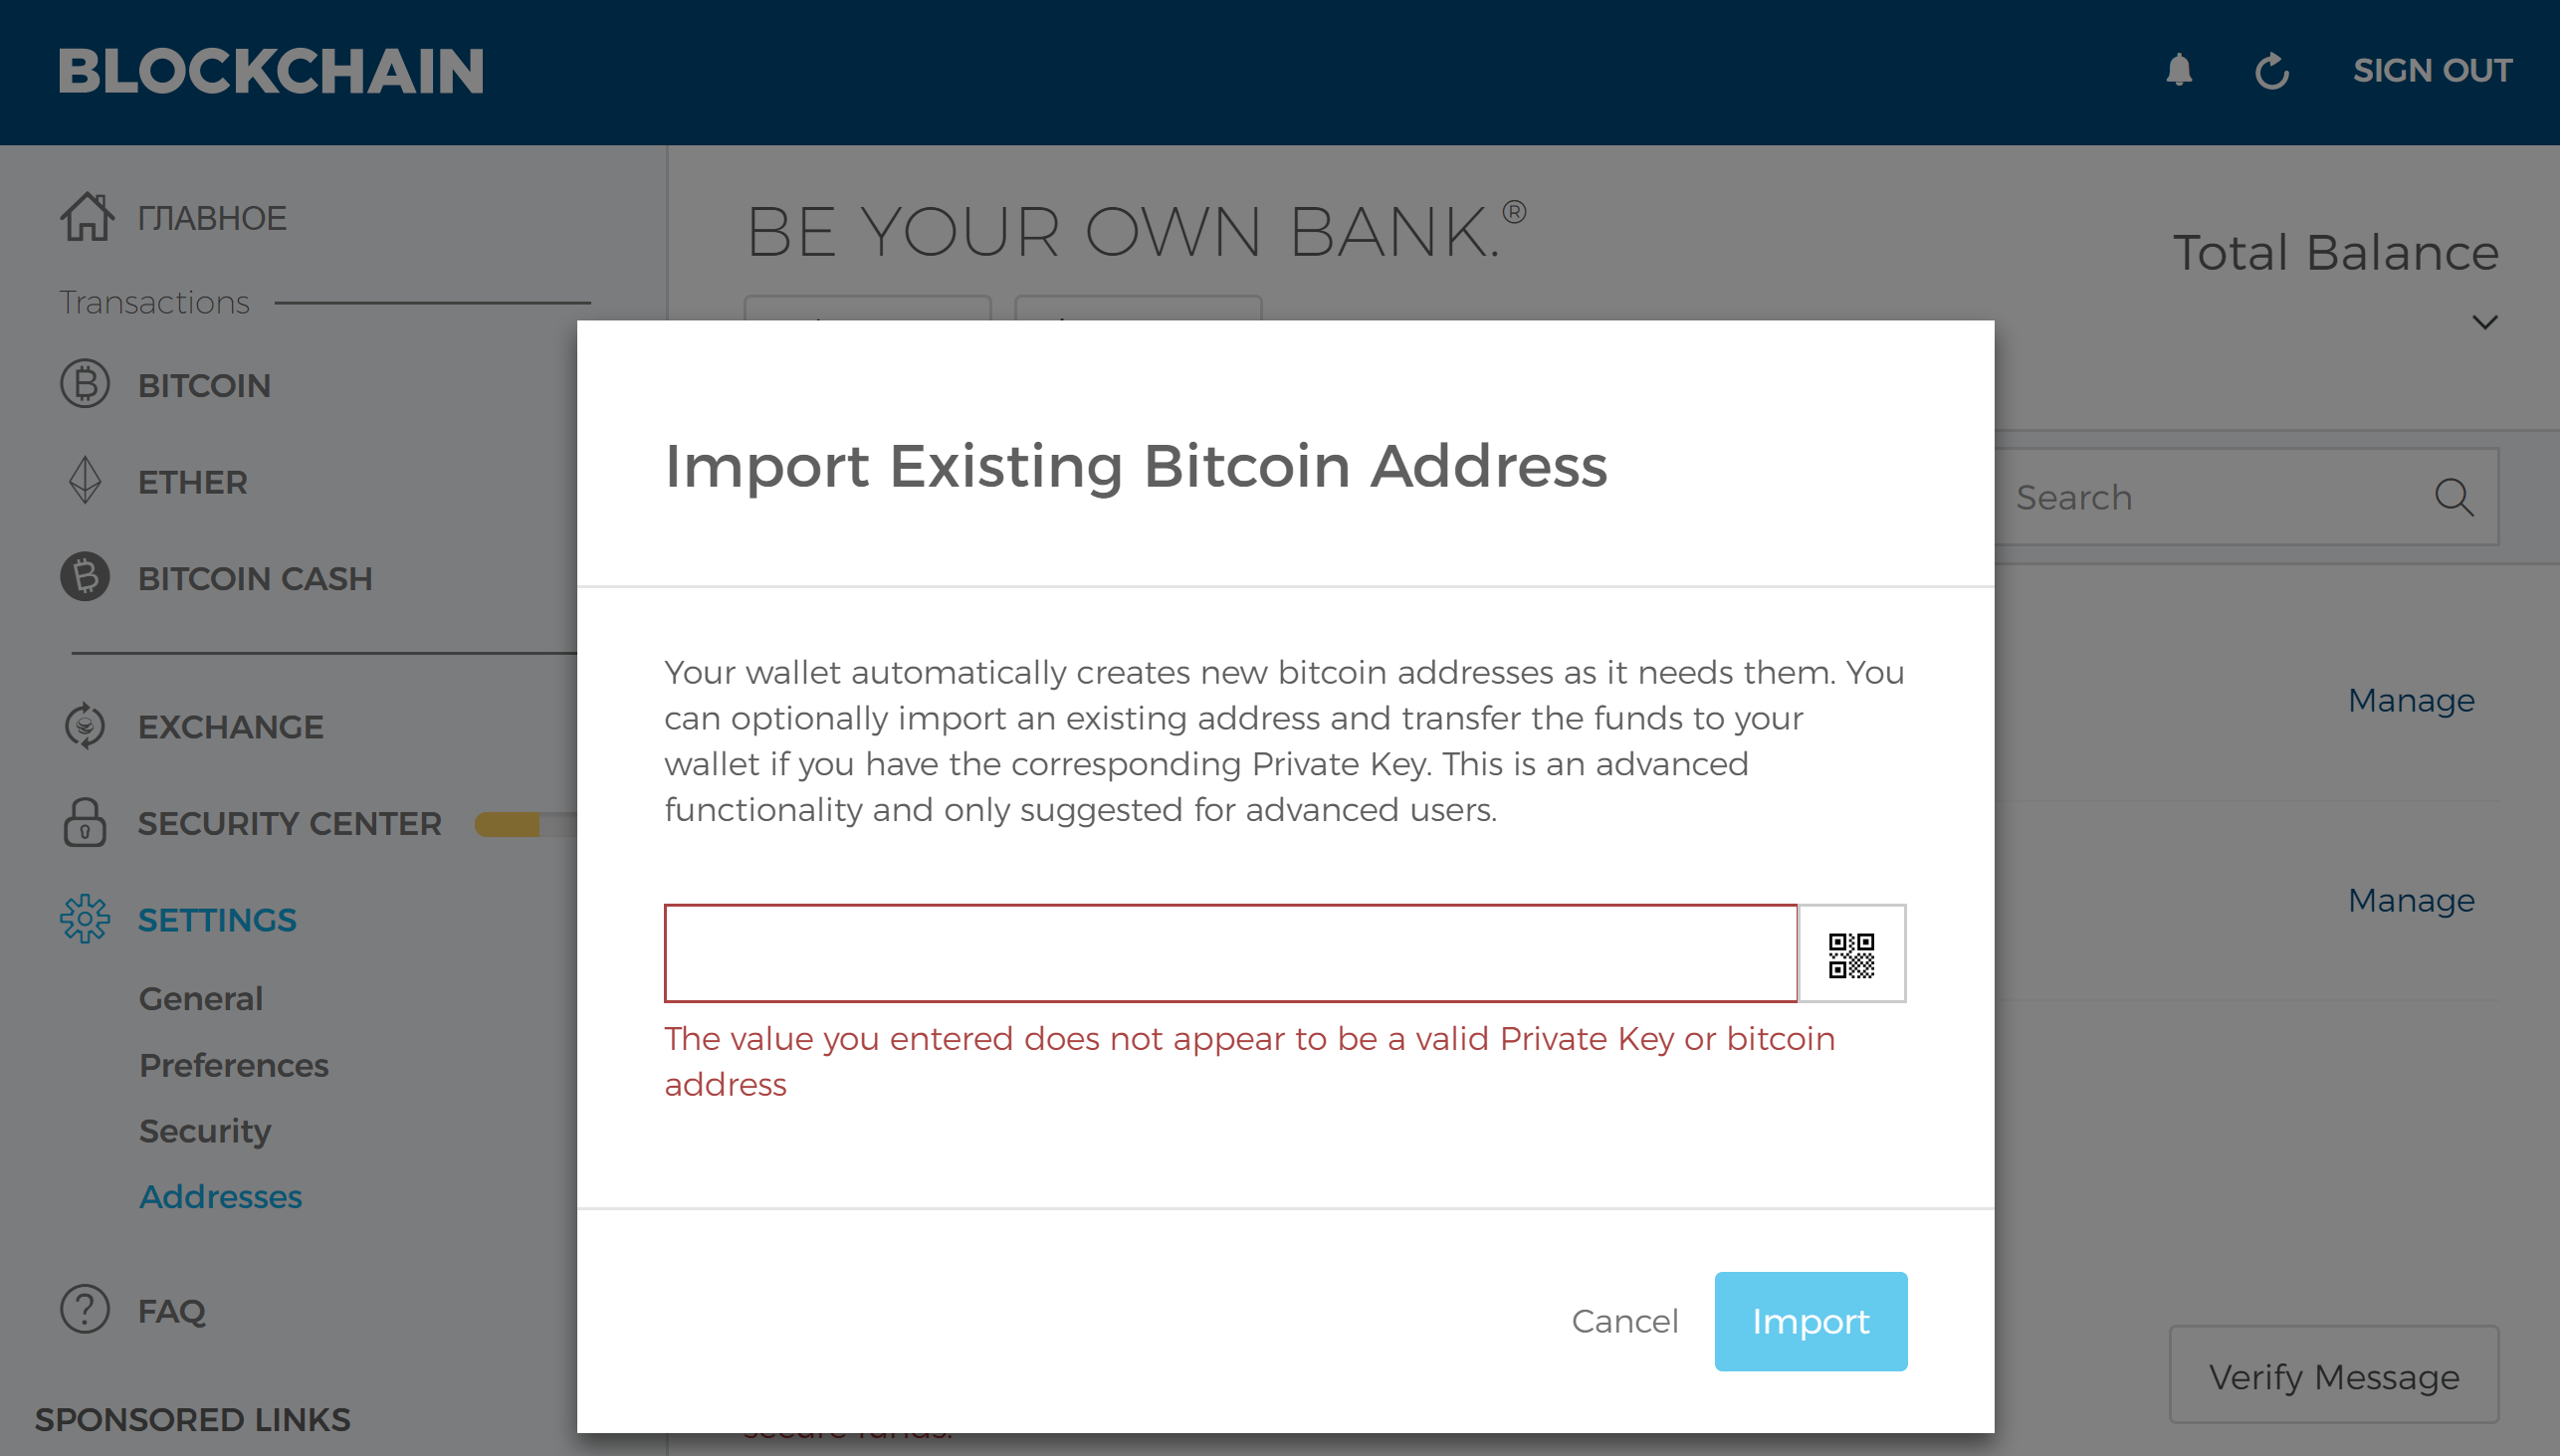 BLOCKCHAIN
SIGN OUT
ГЛАВНОЕ
Transactions
BITCOIN
ETHER
BITCOIN CASH
EXCHANGE
SECURITY CENTER
SETTINGS
General
Preferences
Security
Addresses
FAQ
SPONSORED LINKS
BE YOUR OWN BANK.®
Total Balance
Search
Manage
Manage
Import Existing Bitcoin Address
Your wallet automatically creates new bitcoin addresses as it needs them. You
can optionally import an existing address and transfer the funds to your
wallet if you have the corresponding Private Key. This is an advanced
functionality and only suggested for advanced users.
The value you entered does not appear to be a valid Private Key or bitcoin
address
Cancel
Import
Verify Message